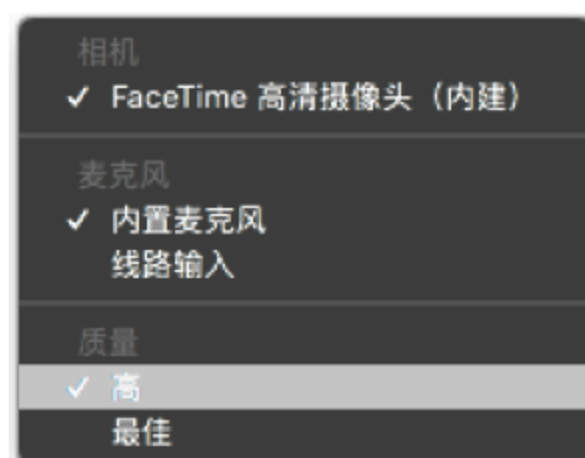 相机
✓ FaceTime 高清摄像头（内建）
麦克风
✓ 内置麦克风
线路输入
质量
✓ 高
最佳